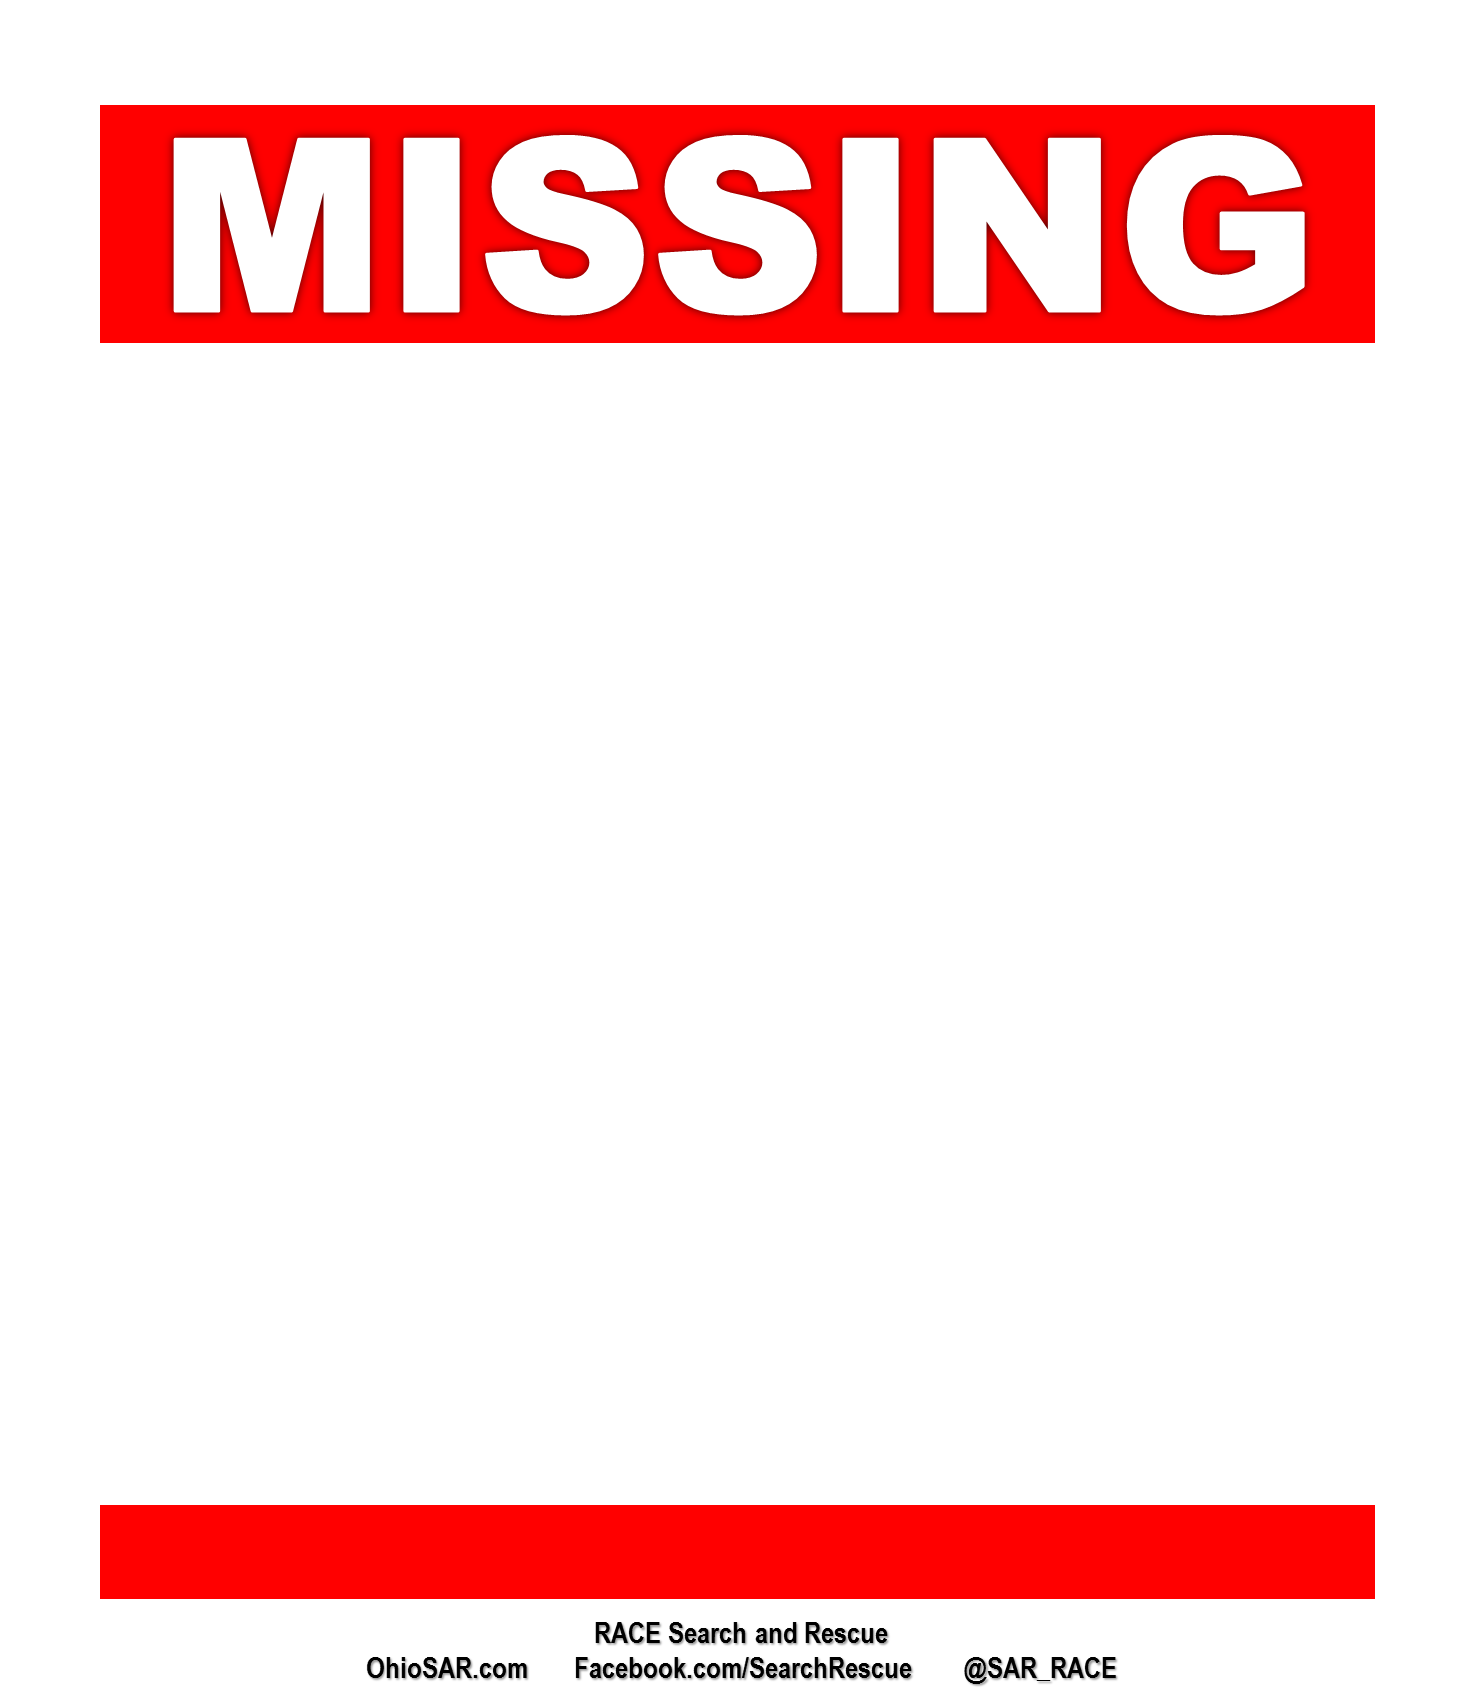 MISSING
RACE Search and Rescue
OhioSAR.com Facebook.com/SearchRescue @SAR_RACE